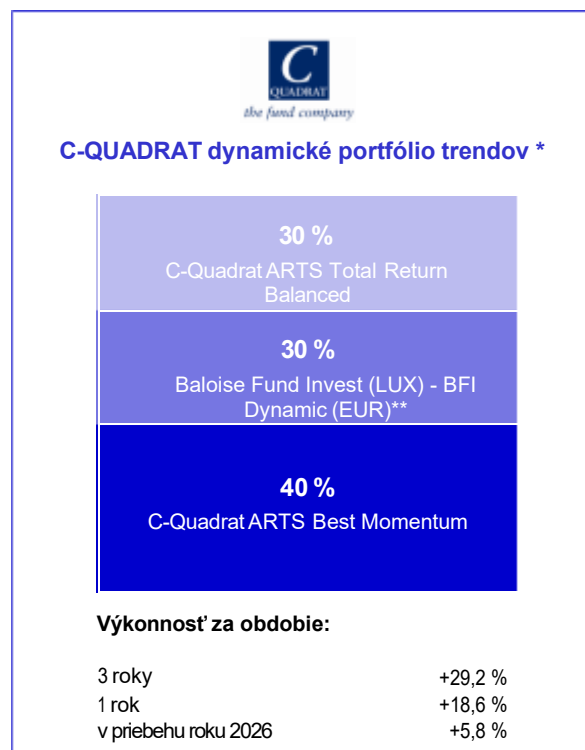 C
QUADRAT
the fund company
C-QUADRAT dynamické portfólio trendov *
30 %
C-Quadrat ARTS Total Return
Balanced
30 %
Baloise Fund Invest (LUX) - BFI
Dynamic (EUR)**
40 %
C-Quadrat ARTS Best Momentum
Výkonnosť za obdobie:
3 roky +29,2 %
1 rok +18,6 %
v priebehu roku 2026 +5,8 %